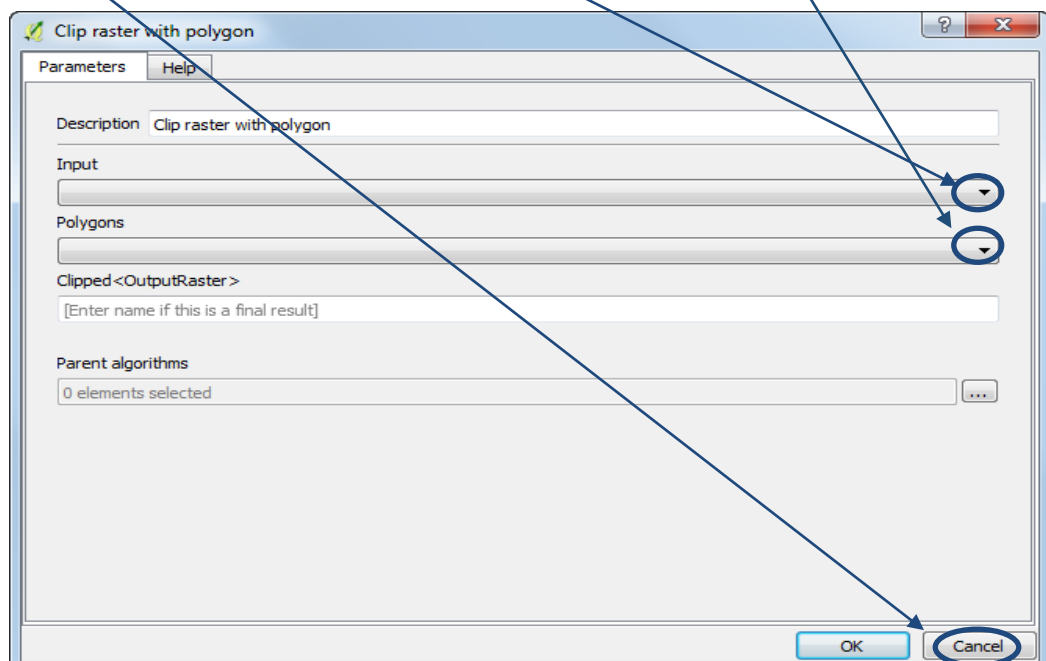 Clip raster with polygon
Parameters Help
Description Clip raster with polygon
Input
Polygons
Clipped<OutputRaster>
[Enter name if this is a final result]
Parent algorithms
0 elements selected ...
OK Cancel